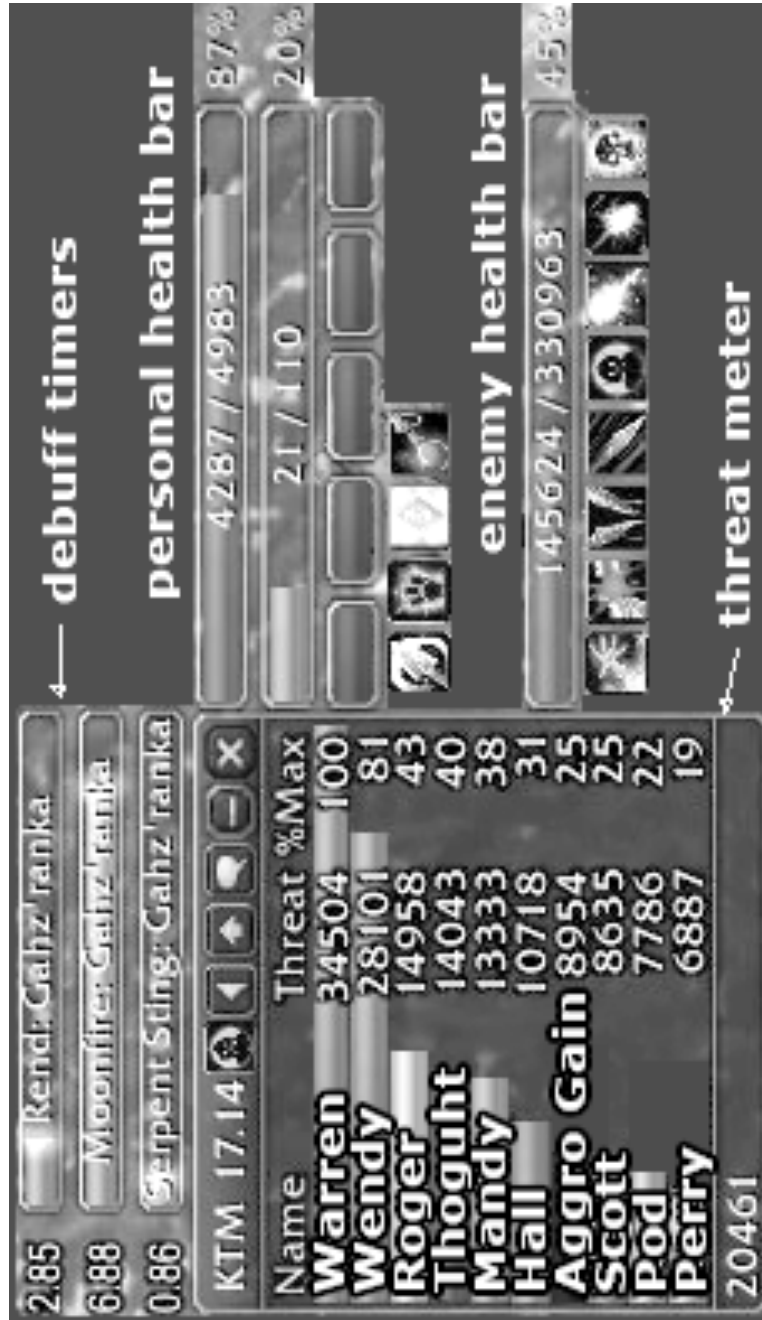 2.85 Rend: Gahz'ranka
6.88 Moonfire: Gahz'ranka
0.86 Serpent Sting: Gahz'ranka
debuff timers
KTM 17.14
Name Threat %Max
Warren 34504 100
Wendy 28101 81
Roger 14958 43
Thoguht 14043 40
Mandy 13333 38
Hall 10718 31
Aggro Gain 8954 25
Scott 8635 25
Pod 7786 22
Perry 6887 19
20461
personal health bar
4287 / 4983 87%
21 / 110 20%
enemy health bar
145624 / 330963 45%
threat meter